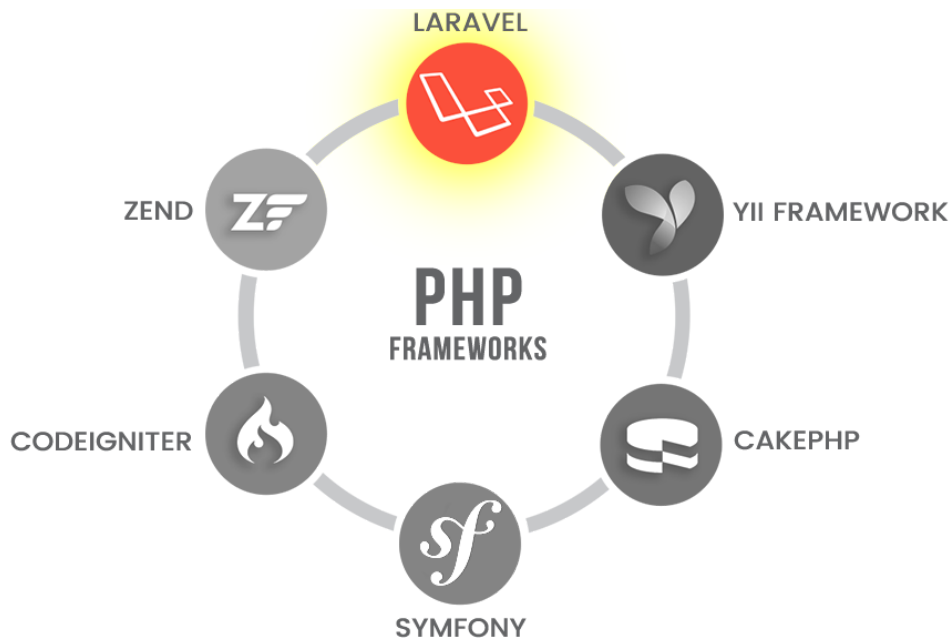 LARAVEL
ZEND
YII FRAMEWORK
PHP
FRAMEWORKS
CODEIGNITER
CAKEPHP
SYMFONY